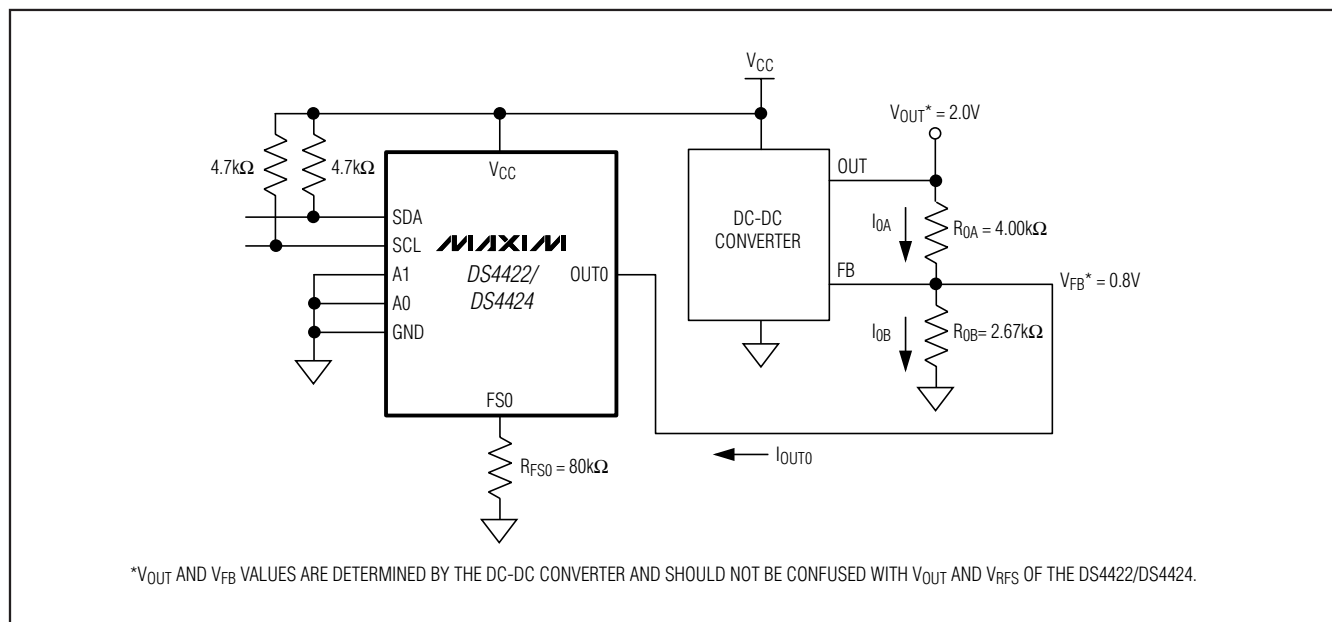 VCC
VOUT* = 2.0V
4.7kΩ
4.7kΩ
VCC
OUT
SDA
DC-DC
CONVERTER
I0A
R0A = 4.00kΩ
SCL
MAXIM
A1
DS4422/
DS4424
OUT0
FB
VFB* = 0.8V
A0
I0B
R0B= 2.67kΩ
GND
FS0
IOUT0
RFS0 = 80kΩ
*VOUT AND VFB VALUES ARE DETERMINED BY THE DC-DC CONVERTER AND SHOULD NOT BE CONFUSED WITH VOUT AND VRFS OF THE DS4422/DS4424.